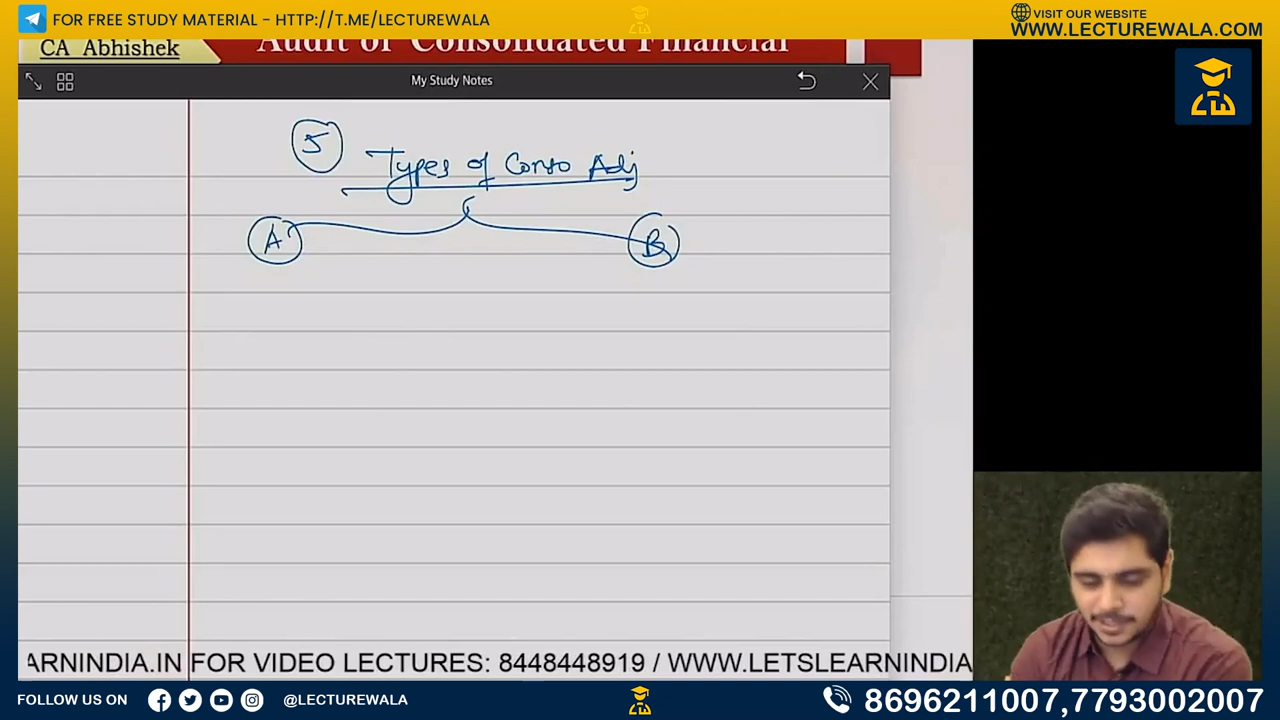 FOR FREE STUDY MATERIAL - HTTP://T.ME/LECTUREWALA
VISIT OUR WEBSITE
WWW.LECTUREWALA.COM
CA Abhishek
Audit of Consolidated Financial
My Study Notes
5 Types of Conso Adj
A B
ARNINDIA.IN FOR VIDEO LECTURES: 8448448919 / WWW.LETSLEARNINDIA
FOLLOW US ON @LECTUREWALA 8696211007,7793002007